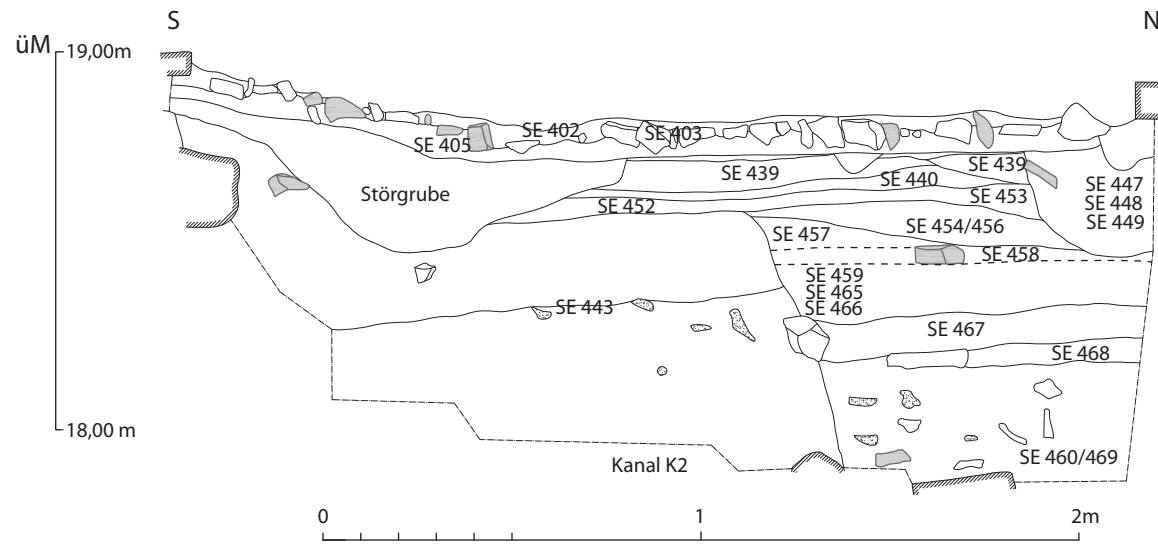 S
N
üM
19,00m
SE 402
SE 403
SE 405
SE 439
SE 439
Störgrube
SE 440
SE 447
SE 453
SE 448
SE 452
SE 449
SE 454/456
SE 457
SE 458
SE 459
SE 465
SE 466
SE 443
SE 467
SE 468
18,00 m
Kanal K2
SE 460/469
0
1
2m